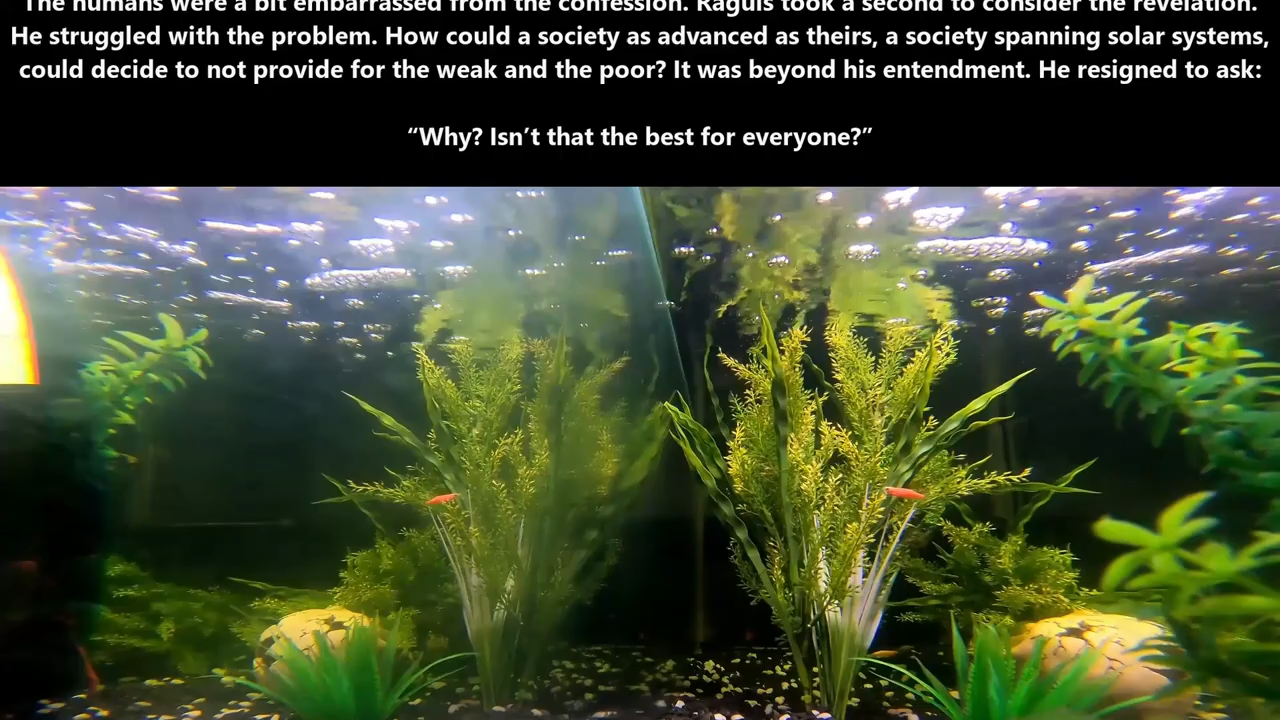 The humans were a bit embarrassed from the confession. Raguls took a second to consider the revelation.
He struggled with the problem. How could a society as advanced as theirs, a society spanning solar systems,
could decide to not provide for the weak and the poor? It was beyond his entendment. He resigned to ask:
“Why? Isn’t that the best for everyone?”